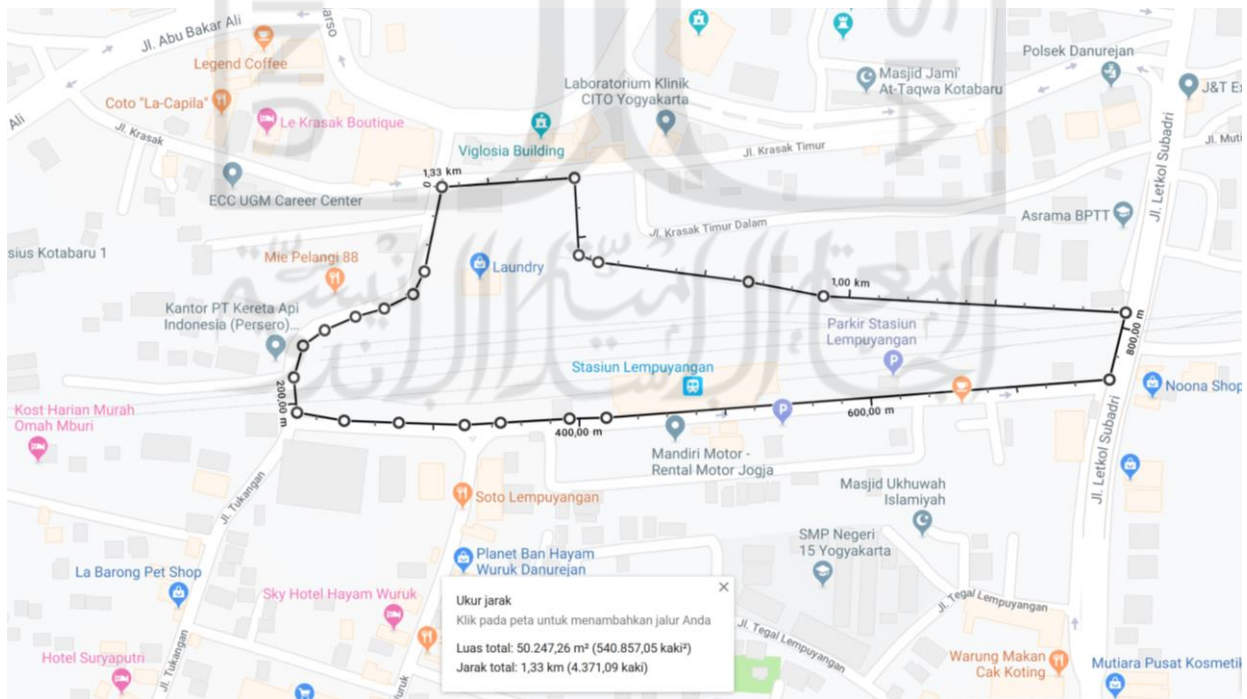 Jl. Abu Bakar Ali
arso
Legend Coffee
Coto "La-Capila"
Ali
Jl. Krasak
Le Krasak Boutique
Laboratorium Klinik
CITO Yogyakarta
Viglosia Building
Polsek Danurejan
Masjid Jami'
At-Taqwa Kotabaru
J&T Ex
Jl. Letkol Subadri
Jl. Muti
Jl. Krasak Timur
1,33 km
0
ECC UGM Career Center
Asrama BPTT
Jl. Krasak Timur Dalam
sius Kotabaru 1
Mie Pelangi 88
Laundry
1,00 km
Kantor PT Kereta Api
Indonesia (Persero)...
Parkir Stasiun
Lempuyangan
800,00 m
Stasiun Lempuyangan
200,00 m
Noona Shop
Kost Harian Murah
Omah Mburi
400,00 m
600,00 m
Mandiri Motor -
Rental Motor Jogja
Jl. Letkol Subadri
Jl. Tukangan
Soto Lempuyangan
Masjid Ukhuwah
Islamiyah
SMP Negeri
15 Yogyakarta
Planet Ban Hayam
Wuruk Danurejan
La Barong Pet Shop
Sky Hotel Hayam Wuruk
Jl. Tegal Lempuyangan
Jl. Tegal Lempuyangan
Ukur jarak
Klik pada peta untuk menambahkan jalur Anda
Luas total: 50.247,26 m² (540.857,05 kaki²)
Jarak total: 1,33 km (4.371,09 kaki)
Hotel Suryaputri
Jl. Tukangan
uruk
Warung Makan
Cak Koting
Mutiara Pusat Kosmetik